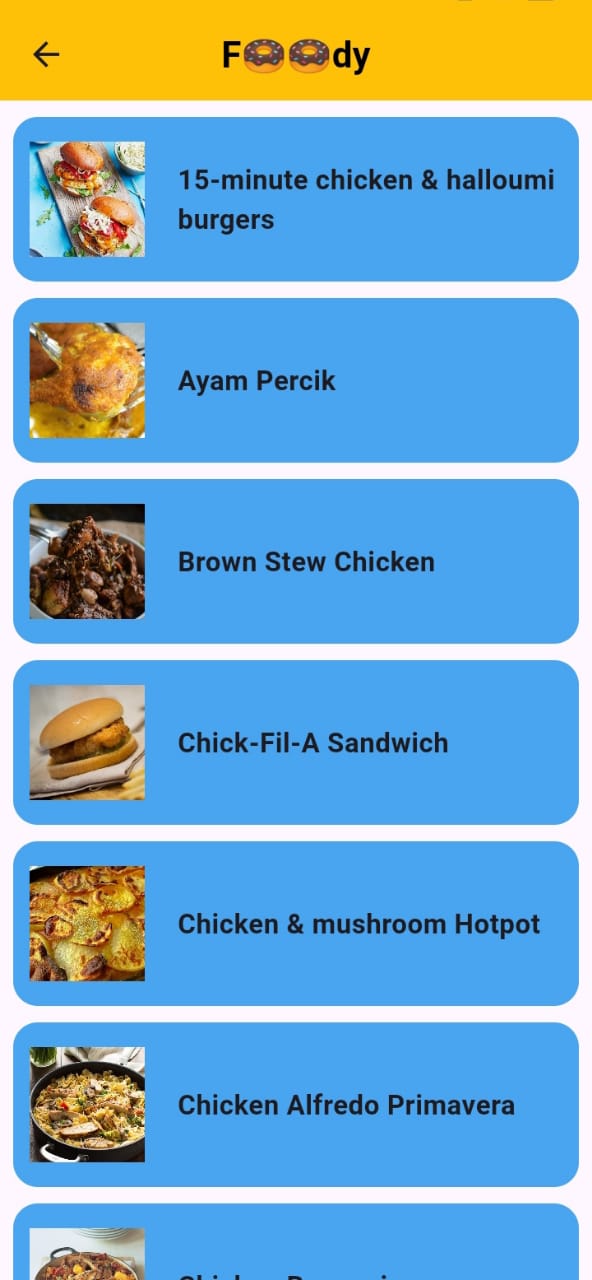 F🍩🍩dy
15-minute chicken & halloumi
burgers
Ayam Percik
Brown Stew Chicken
Chick-Fil-A Sandwich
Chicken & mushroom Hotpot
Chicken Alfredo Primavera